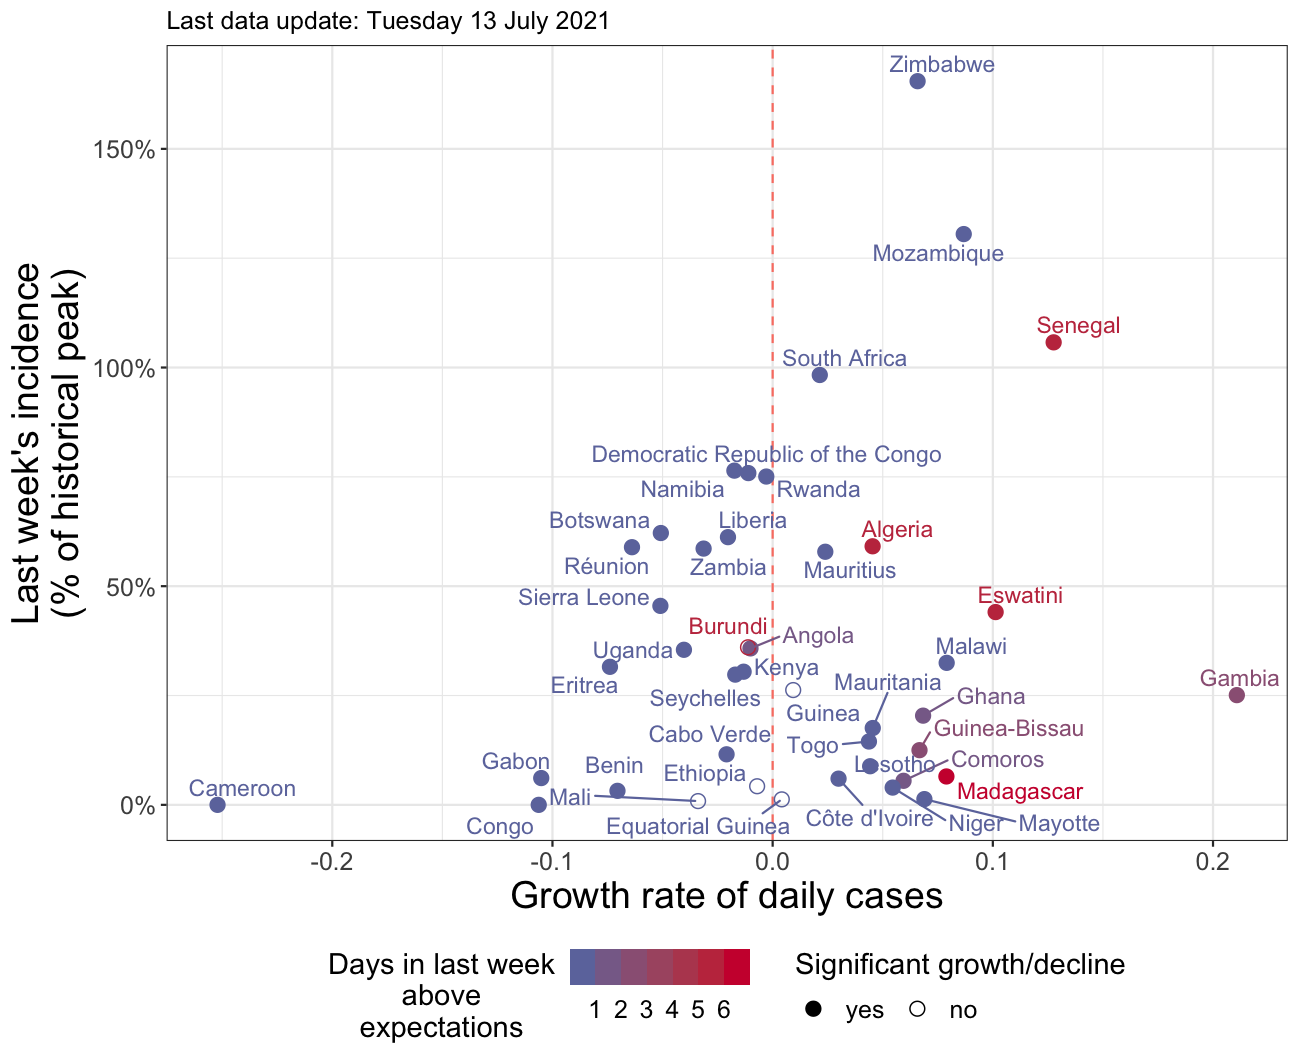 Last data update: Tuesday 13 July 2021
Last week's incidence
(% of historical peak)
150%
100%
50%
0%
Zimbabwe
Mozambique
Senegal
South Africa
Democratic Republic of the Congo
Namibia
Rwanda
Botswana
Liberia
Algeria
Réunion
Zambia
Mauritius
Sierra Leone
Eswatini
Burundi
Angola
Uganda
Malawi
Kenya
Eritrea
Mauritania
Gambia
Seychelles
Ghana
Guinea
Guinea-Bissau
Cabo Verde
Togo
Gabon
Benin
Ethiopia
Lesotho
Comoros
Cameroon
Mali
Madagascar
Congo
Equatorial Guinea
Côte d'Ivoire
Niger
Mayotte
-0.2
-0.1
0.0
0.1
0.2
Growth rate of daily cases
Days in last week
above
expectations
1 2 3 4 5 6
Significant growth/decline
yes
no